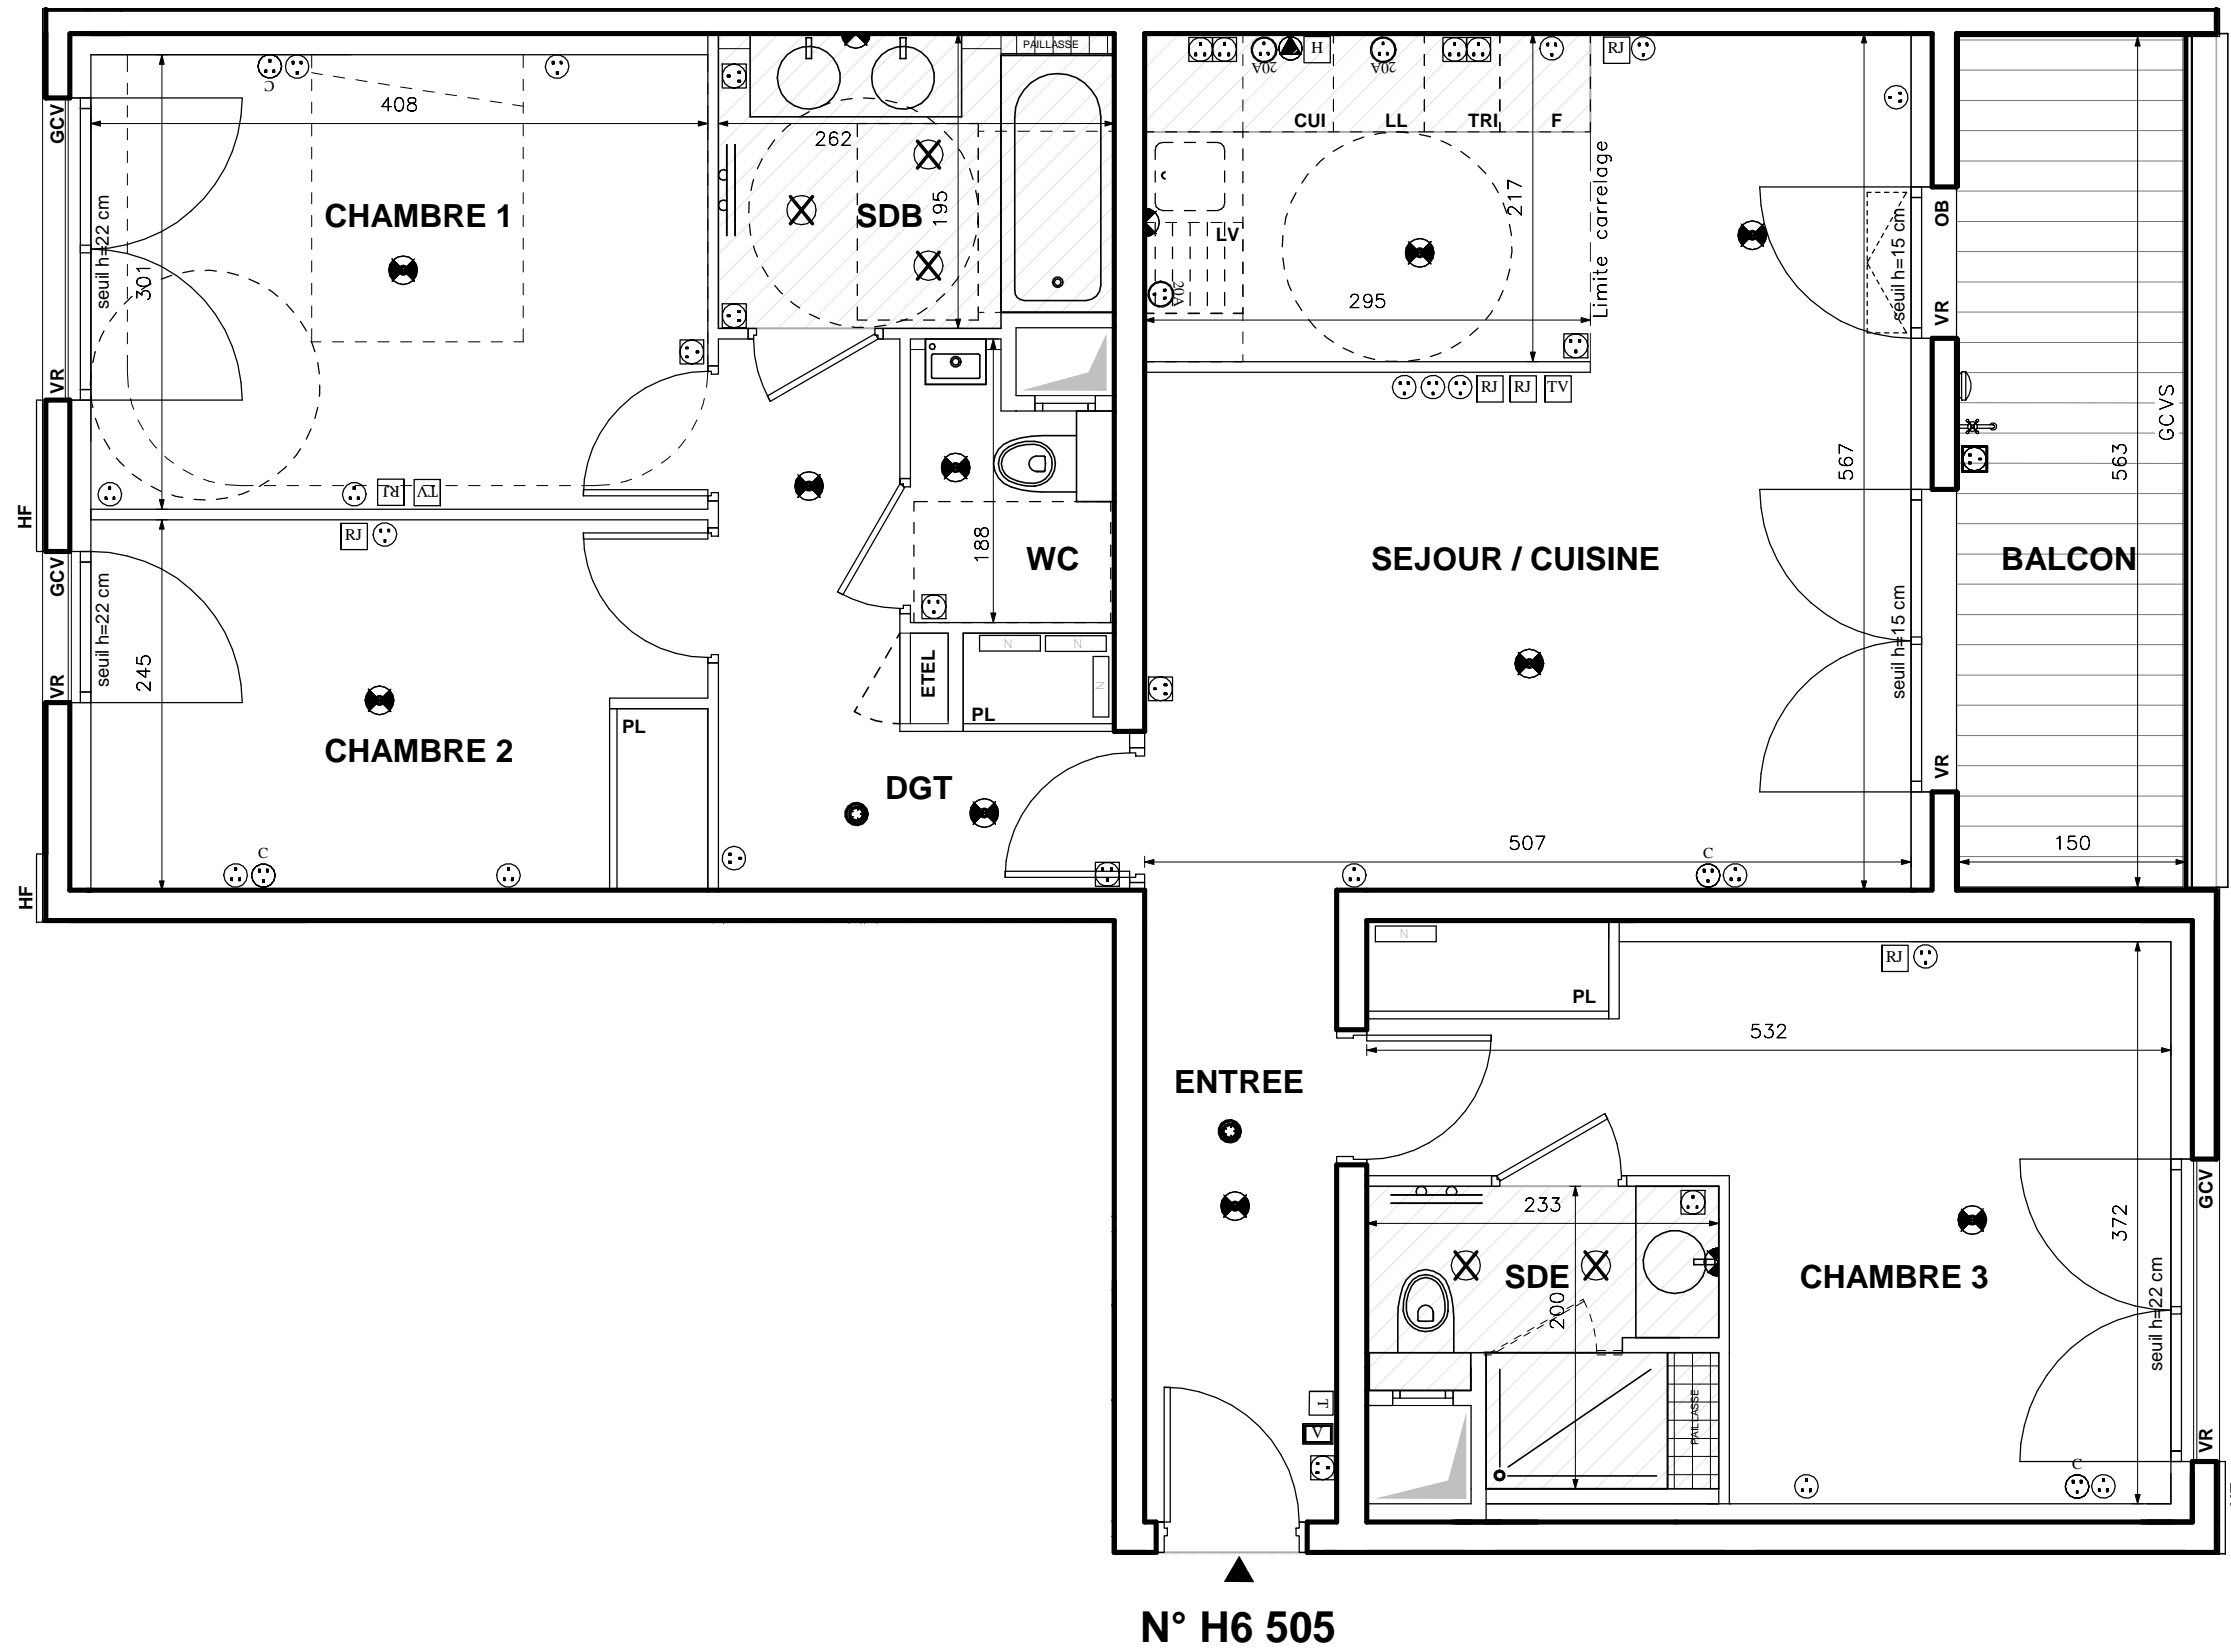 PAILLASSE
C
H
RJ
20A
20A
GCV
408
262
CUI
LL
TRI
F
Limite carrelage
seuil h=22 cm
CHAMBRE 1
SDB
195
217
LV
20A
295
seuil h=15 cm
OB
VR
301
VR
RJ
RJ
TV
GCVS
RJ
TV
567
563
HF
RJ
188
WC
SEJOUR / CUISINE
BALCON
GCV
seuil h=22 cm
245
VR
ETEL
N
N
N
PL
seuil h=15 cm
VR
PL
CHAMBRE 2
DGT
507
150
C
C
HF
N
RJ
PL
532
ENTREE
GCV
233
372
SDE
CHAMBRE 3
200
seuil h=22 cm
T
V
PAILLASSE
VR
C
N° H6 505